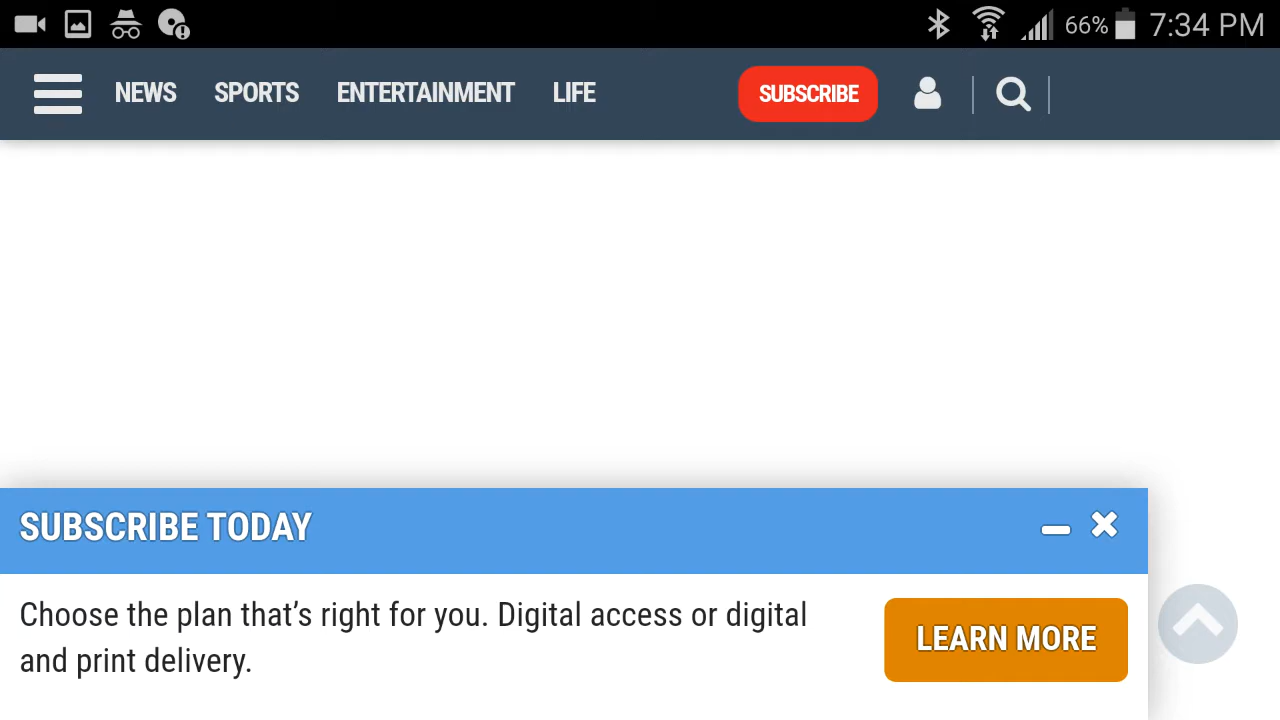 66% 7:34 PM
NEWS SPORTS ENTERTAINMENT LIFE SUBSCRIBE
SUBSCRIBE TODAY
Choose the plan that’s right for you. Digital access or digital
and print delivery.
LEARN MORE